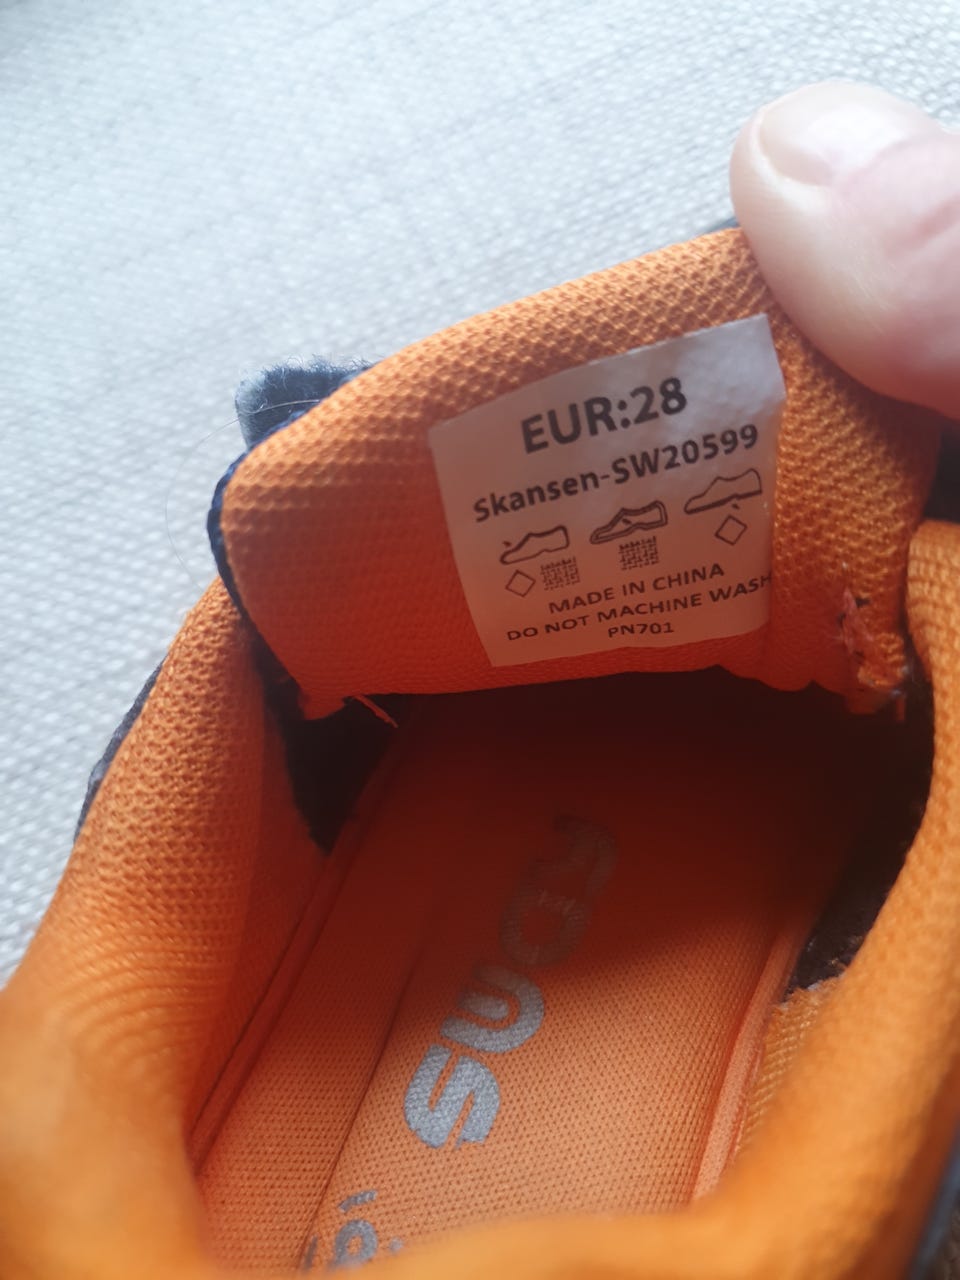 EUR:28
Skansen-SW20599
MADE IN CHINA
DO NOT MACHINE WASH
PN701